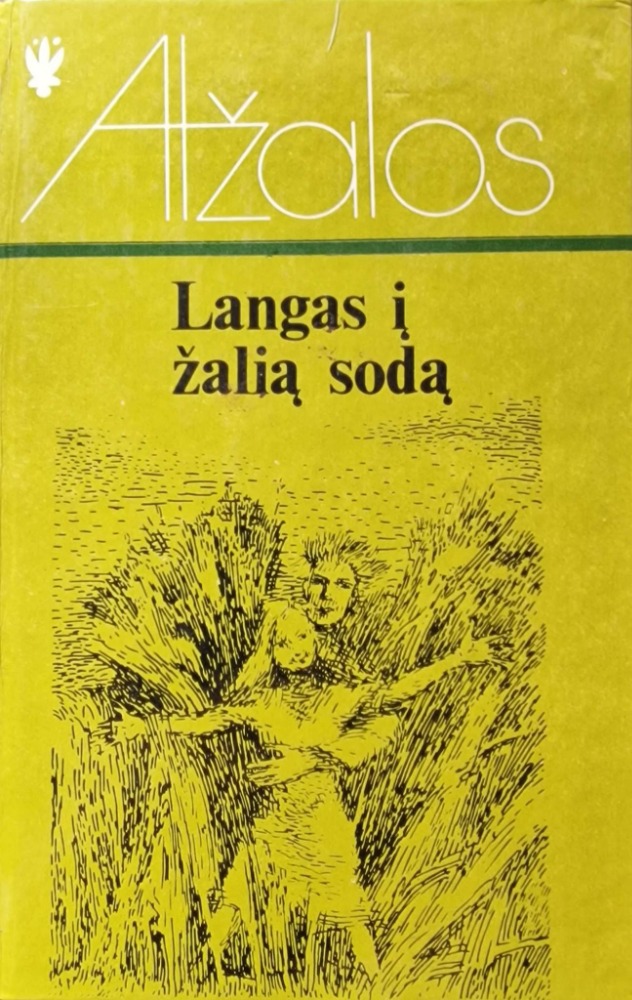 Atžalos
Langas į
žalią sodą